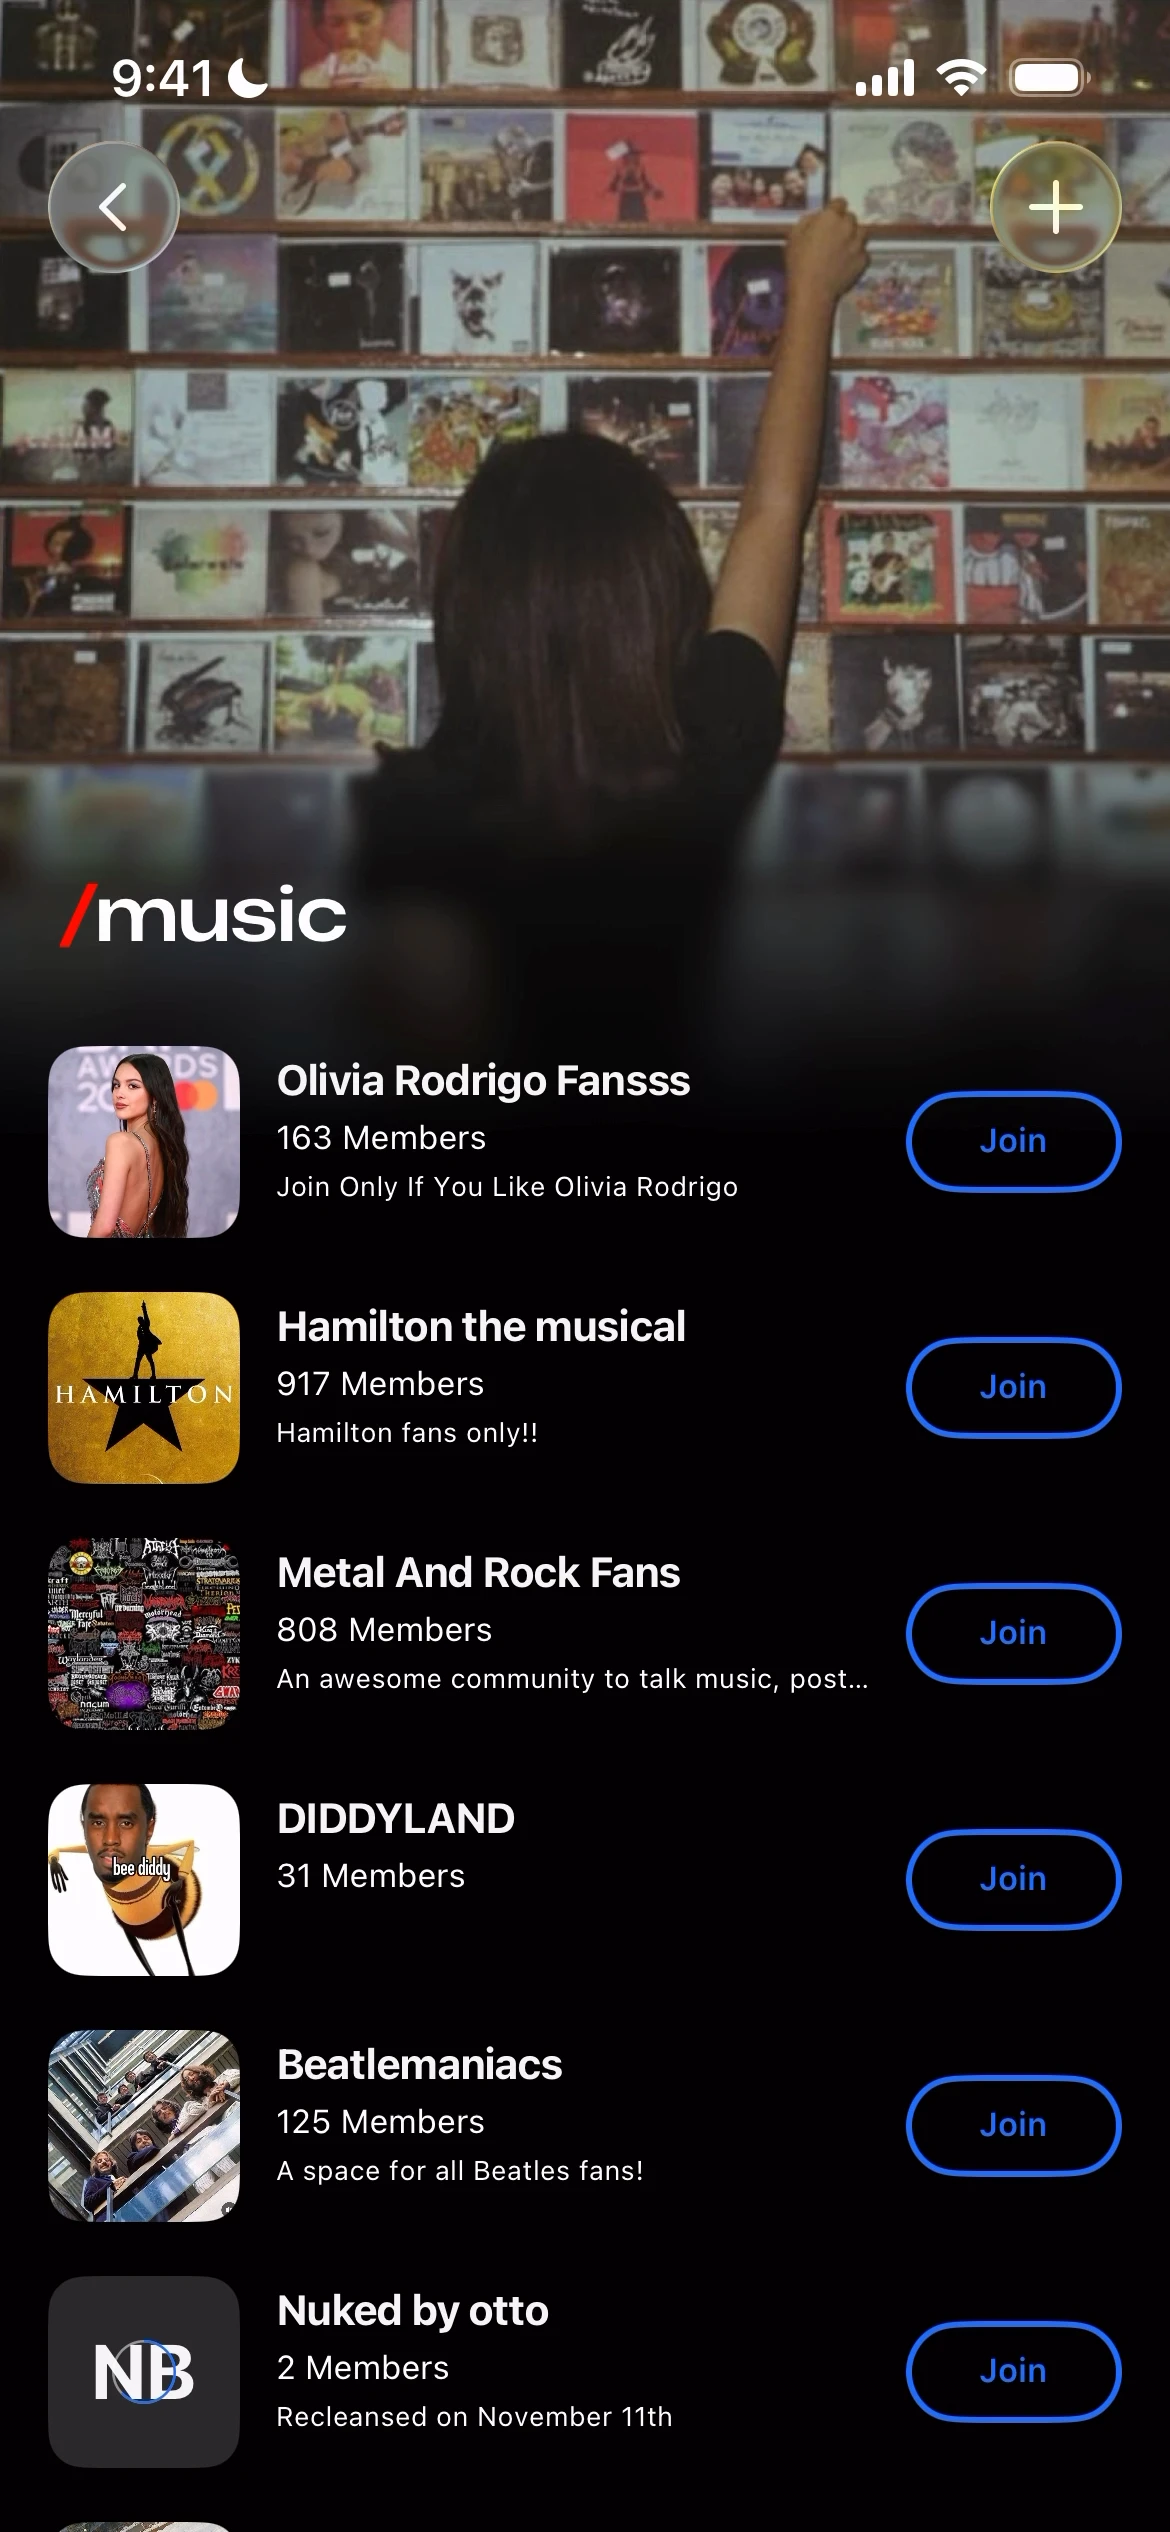 9:41
/music
AWARDS
20
Olivia Rodrigo Fansss
163 Members
Join Only If You Like Olivia Rodrigo
Join
HAMILTON
Hamilton the musical
917 Members
Hamilton fans only!!
Join
Metal And Rock Fans
808 Members
An awesome community to talk music, post...
Join
bee diddy
DIDDYLAND
31 Members
Join
Beatlemaniacs
125 Members
A space for all Beatles fans!
Join
NB
Nuked by otto
2 Members
Recleansed on November 11th
Join